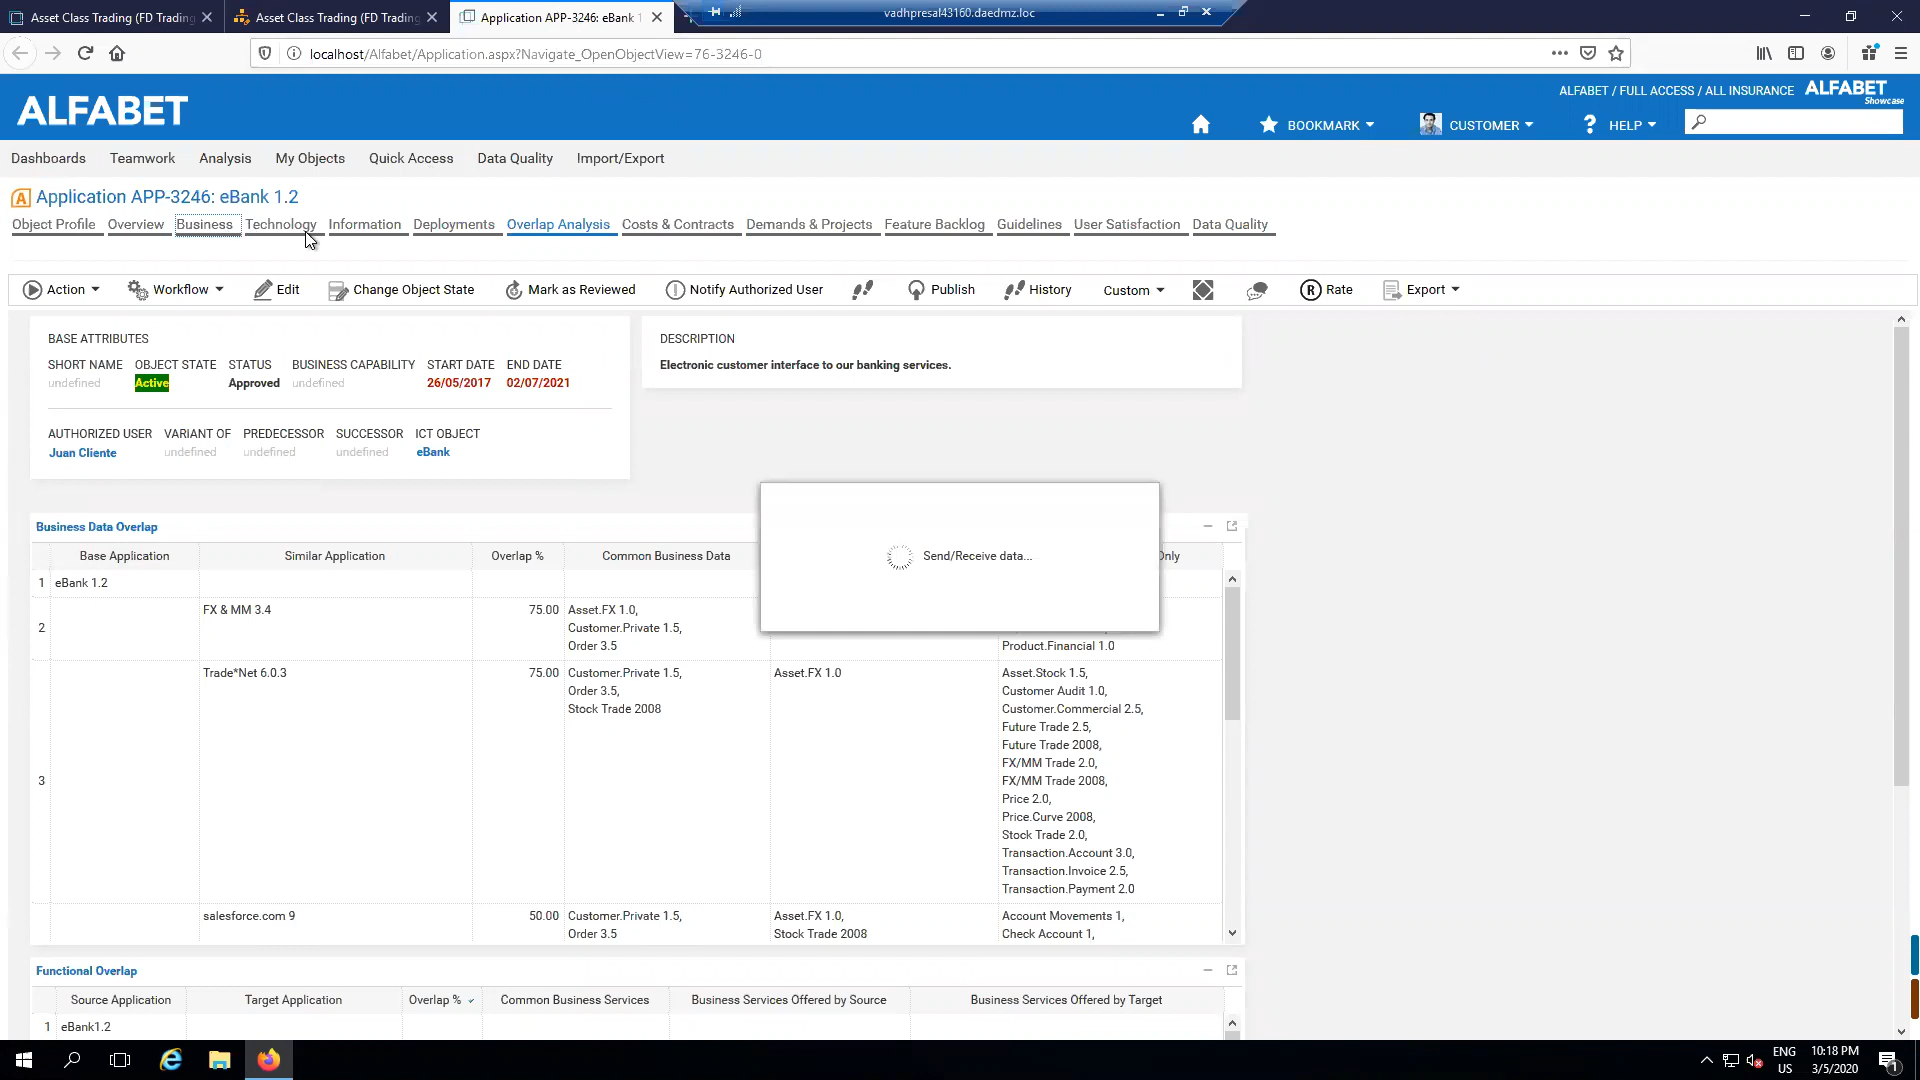 Asset Class Trading (FD Trading
Asset Class Trading (FD Trading
Application APP-3246: eBank 1
vadhpresal43160.daedmz.loc
localhost/Alfabet/Application.aspx?Navigate_OpenObjectView=76-3246-0
ALFABET / FULL ACCESS / ALL INSURANCE
ALFABET
Showcase
ALFABET
BOOKMARK
CUSTOMER
? HELP
Dashboards Teamwork Analysis My Objects Quick Access Data Quality Import/Export
A Application APP-3246: eBank 1.2
Object Profile Overview Business Technology Information Deployments Overlap Analysis Costs & Contracts Demands & Projects Feature Backlog Guidelines User Satisfaction Data Quality
Action Workflow Edit Change Object State Mark as Reviewed Notify Authorized User Publish History Custom R Rate Export
BASE ATTRIBUTES
SHORT NAME OBJECT STATE STATUS BUSINESS CAPABILITY START DATE END DATE
undefined Active Approved undefined 26/05/2017 02/07/2021
AUTHORIZED USER VARIANT OF PREDECESSOR SUCCESSOR ICT OBJECT
Juan Cliente undefined undefined undefined eBank
DESCRIPTION
Electronic customer interface to our banking services.
Send/Receive data...
Business Data Overlap
Base Application Similar Application Overlap % Common Business Data Only
1 eBank 1.2
2 FX & MM 3.4 75.00 Asset.FX 1.0,
Customer.Private 1.5,
Order 3.5
Product.Financial 1.0
3 Trade*Net 6.0.3 75.00 Customer.Private 1.5,
Order 3.5,
Stock Trade 2008
Asset.FX 1.0
Asset.Stock 1.5,
Customer Audit 1.0,
Customer.Commercial 2.5,
Future Trade 2.5,
Future Trade 2008,
FX/MM Trade 2.0,
FX/MM Trade 2008,
Price 2.0,
Price.Curve 2008,
Stock Trade 2.0,
Transaction.Account 3.0,
Transaction.Invoice 2.5,
Transaction.Payment 2.0
salesforce.com 9 50.00 Customer.Private 1.5,
Order 3.5
Asset.FX 1.0,
Stock Trade 2008
Account Movements 1,
Check Account 1,
Functional Overlap
Source Application Target Application Overlap % Common Business Services Business Services Offered by Source Business Services Offered by Target
1 eBank1.2
ENG
US
10:18 PM
3/5/2020
1